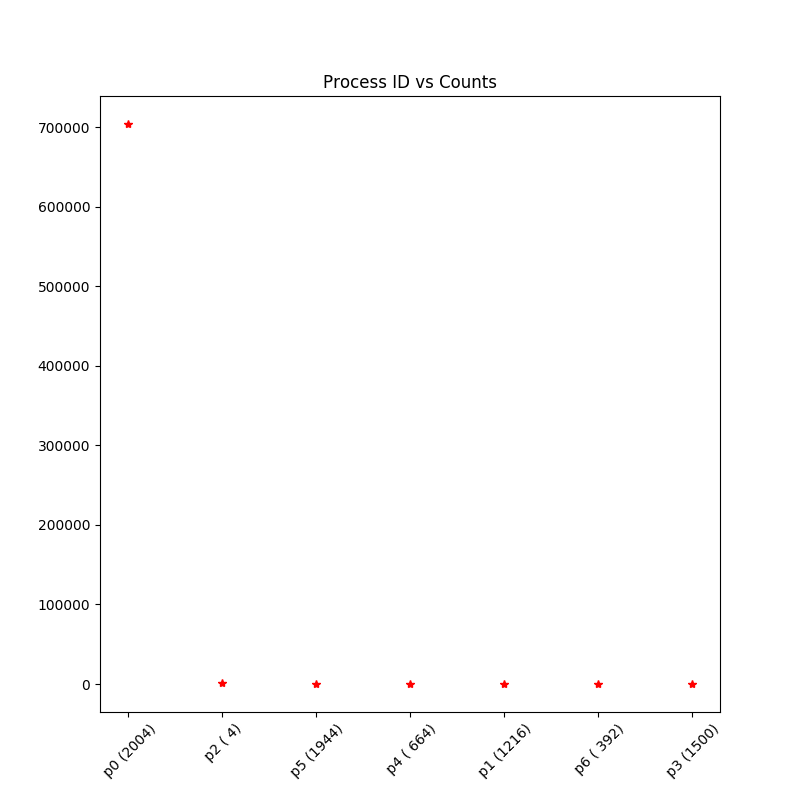 Process ID vs Counts
700000
600000
500000
400000
300000
200000
100000
0
p0 (2004)
p2 ( 4)
p5 (1944)
p4 ( 664)
p1 (1216)
p6 ( 392)
p3 (1500)